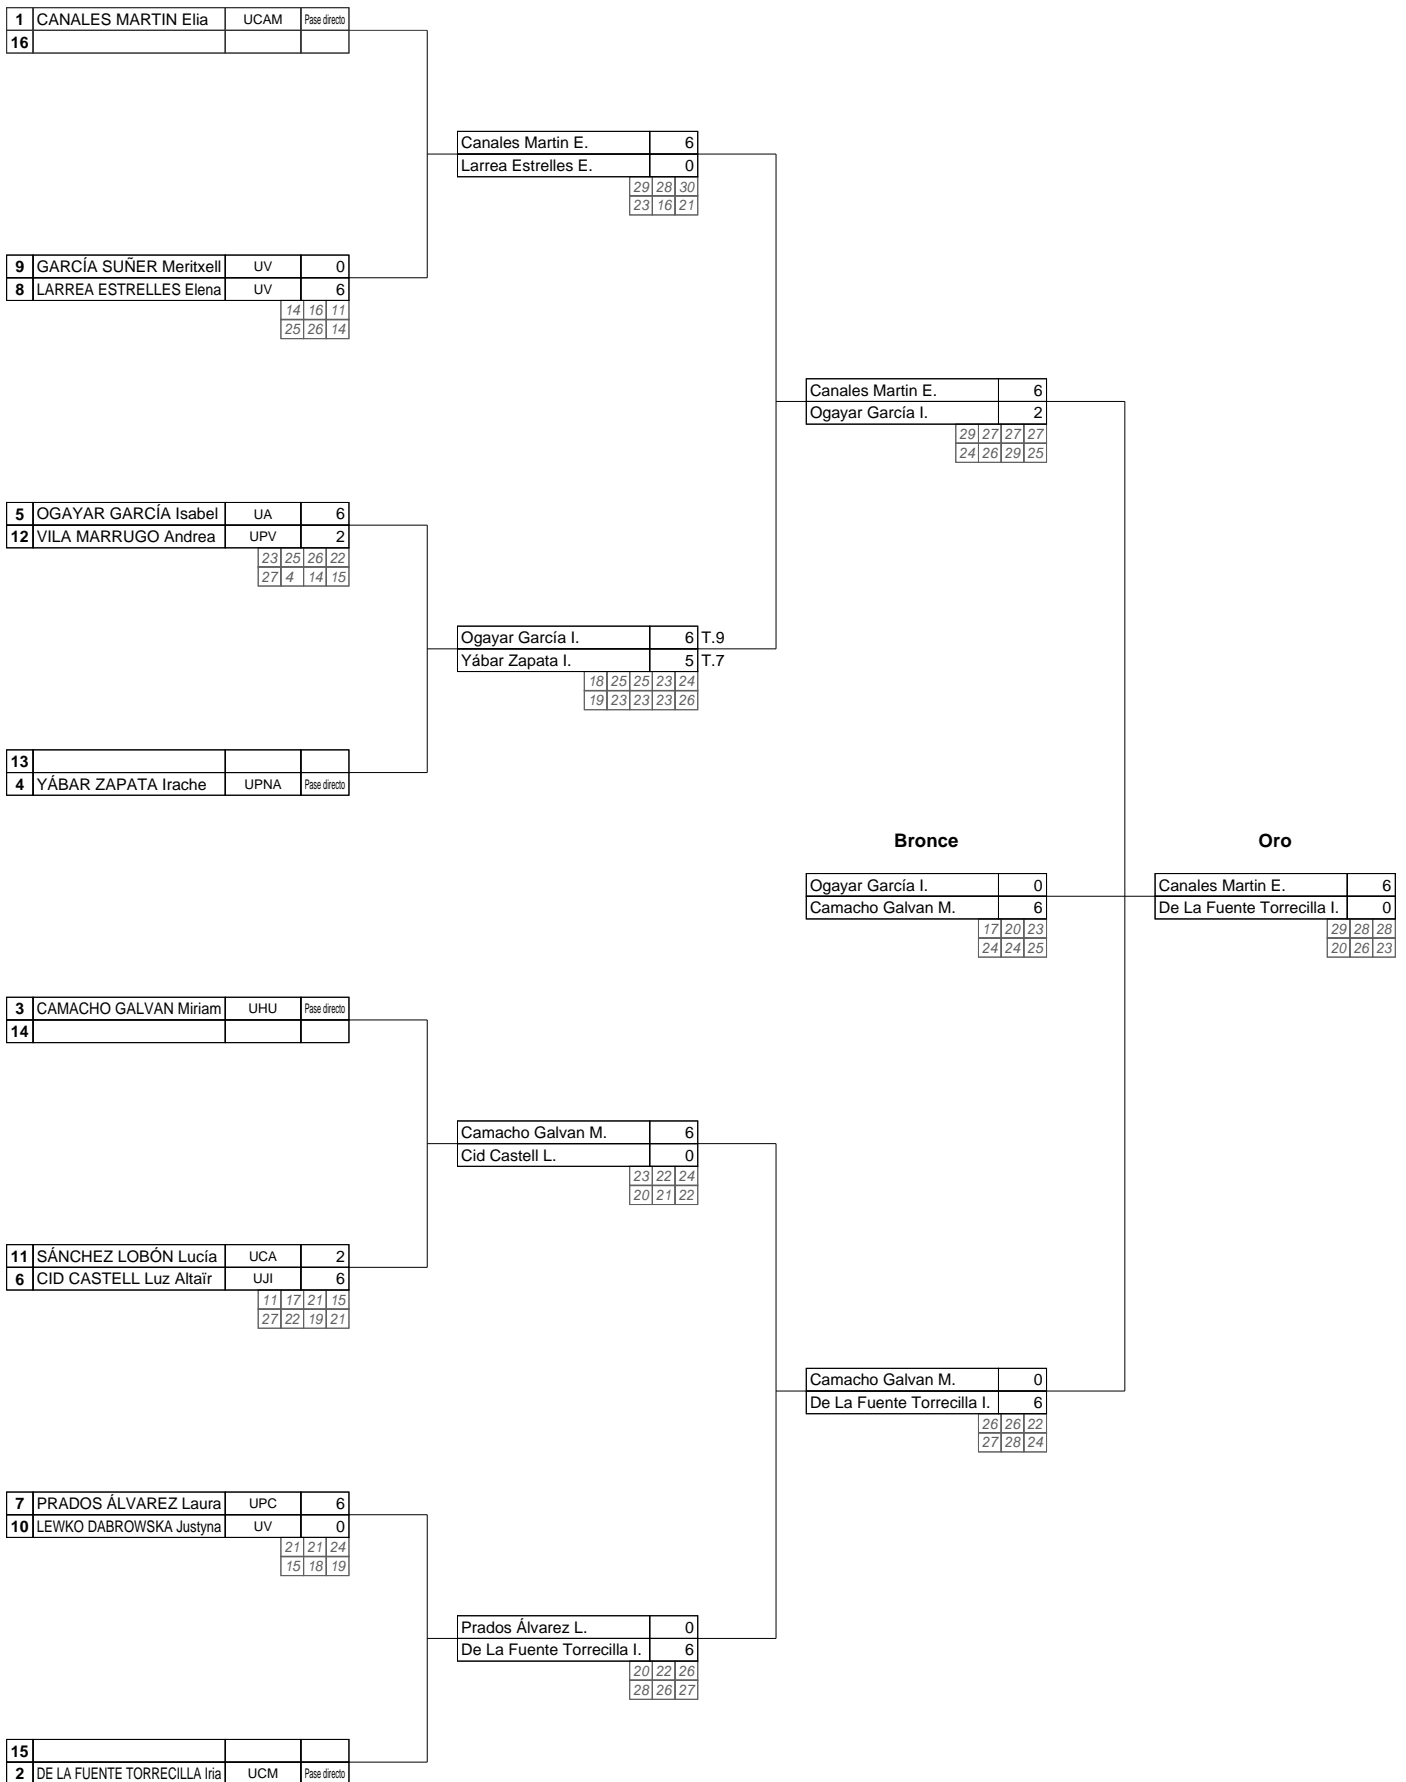 1 CANALES MARTIN Elia UCAM Pase directo
16
Canales Martin E. 6
Larrea Estrelles E. 0
29 28 30
23 16 21
9 GARCÍA SUÑER Meritxell UV 0
8 LARREA ESTRELLES Elena UV 6
14 16 11
25 26 14
Canales Martin E. 6
Ogayar García I. 2
29 27 27 27
24 26 29 25
5 OGAYAR GARCÍA Isabel UA 6
12 VILA MARRUGO Andrea UPV 2
23 25 26 22
27 4 14 15
Ogayar García I. 6 T.9
Yábar Zapata I. 5 T.7
18 25 25 23 24
19 23 23 23 26
13
4 YÁBAR ZAPATA Irache UPNA Pase directo
Bronce Oro
Ogayar García I. 0 Canales Martin E. 6
Camacho Galvan M. 6 De La Fuente Torrecilla I. 0
17 20 23 29 28 28
24 24 25 20 26 23
3 CAMACHO GALVAN Miriam UHU Pase directo
14
Camacho Galvan M. 6
Cid Castell L. 0
23 22 24
20 21 22
11 SÁNCHEZ LOBÓN Lucía UCA 2
6 CID CASTELL Luz Altaïr UJI 6
11 17 21 15
27 22 19 21
Camacho Galvan M. 0
De La Fuente Torrecilla I. 6
26 26 22
27 28 24
7 PRADOS ÁLVAREZ Laura UPC 6
10 LEWKO DABROWSKA Justyna UV 0
21 21 24
15 18 19
Prados Álvarez L. 0
De La Fuente Torrecilla I. 6
20 22 26
28 26 27
15
2 DE LA FUENTE TORRECILLA Iria UCM Pase directo